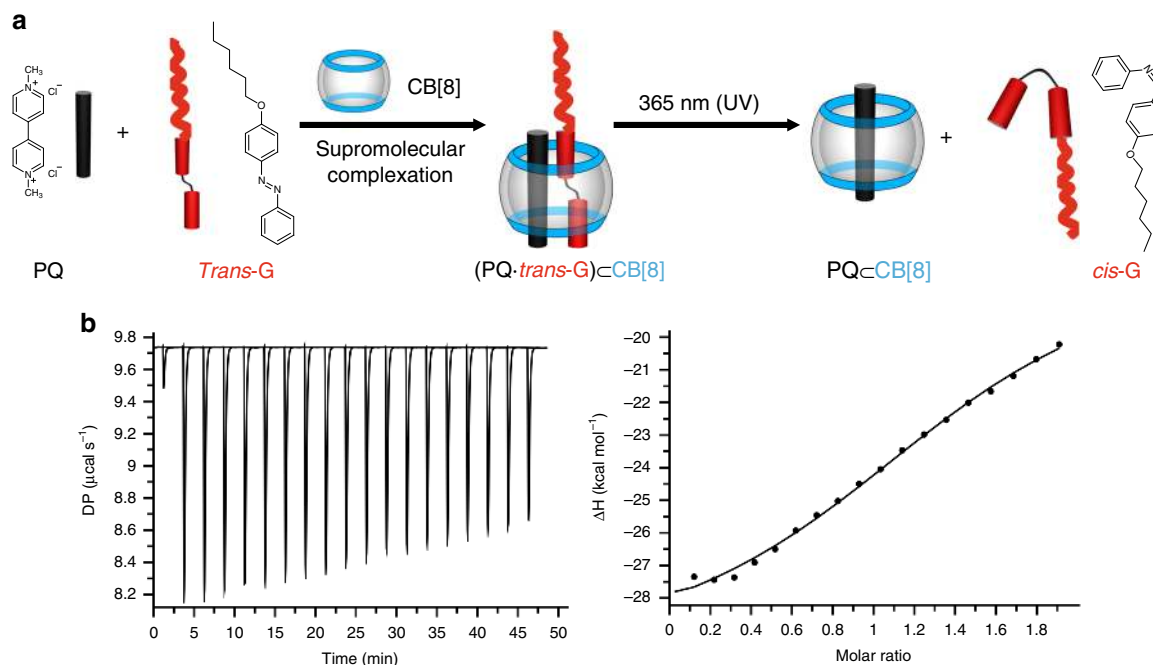 a
CH₃
N⁺ Cl⁻
N⁺ Cl⁻
CH₃
PQ
+
O
N
N
Trans-G
CB[8]
Supramolecular
complexation
(PQ·trans-G)⊂CB[8]
365 nm (UV)
PQ⊂CB[8]
+
N
O
cis-G
b
9.8
9.6
9.4
9.2
9
8.8
8.6
8.4
8.2
DP (μcal s⁻¹)
0 5 10 15 20 25 30 35 40 45 50
Time (min)
−20
−21
−22
−23
−24
−25
−26
−27
−28
ΔH (kcal mol⁻¹)
0 0.2 0.4 0.6 0.8 1 1.2 1.4 1.6 1.8
Molar ratio